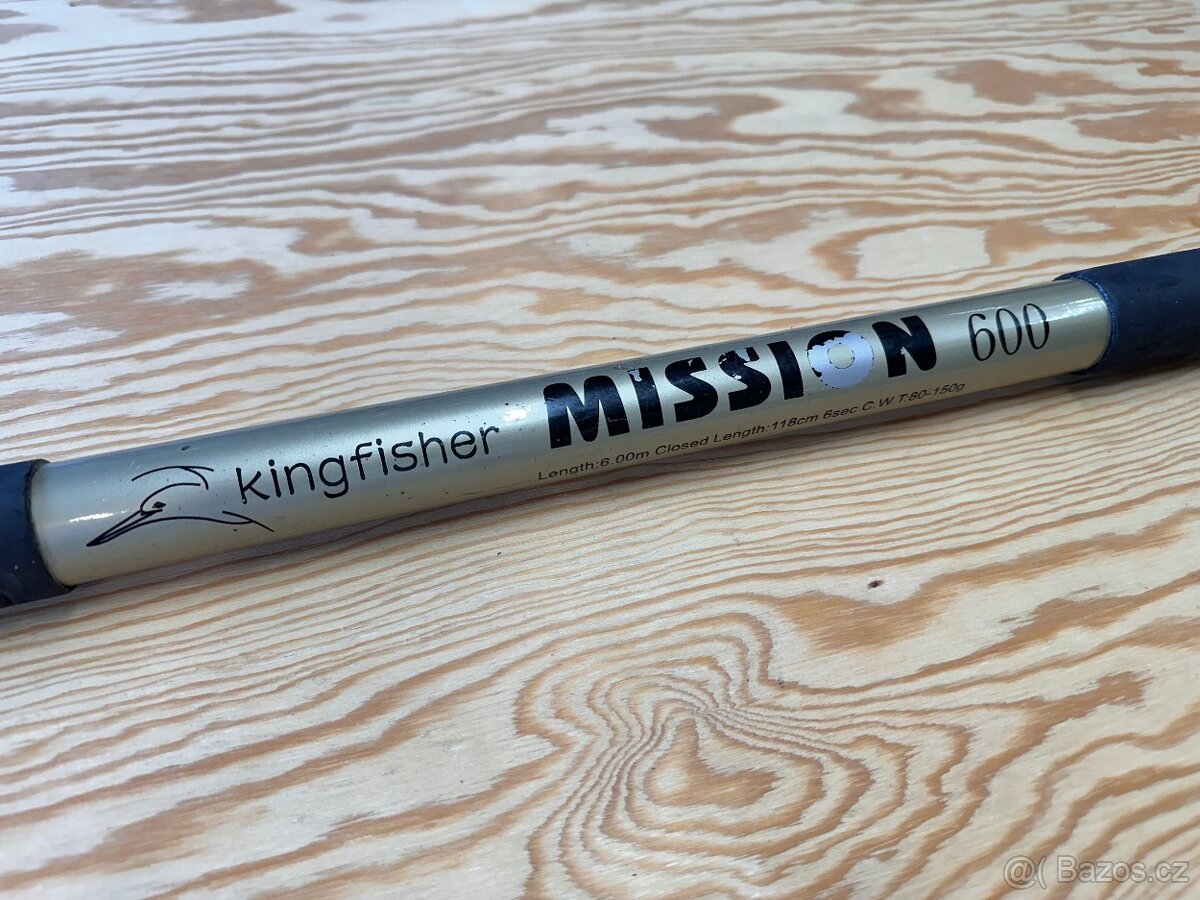 kingfisher MISSION 600
Length:6.00m Closed Length:118cm 6sec C.W.T:80-150g
@( Bazos.cz